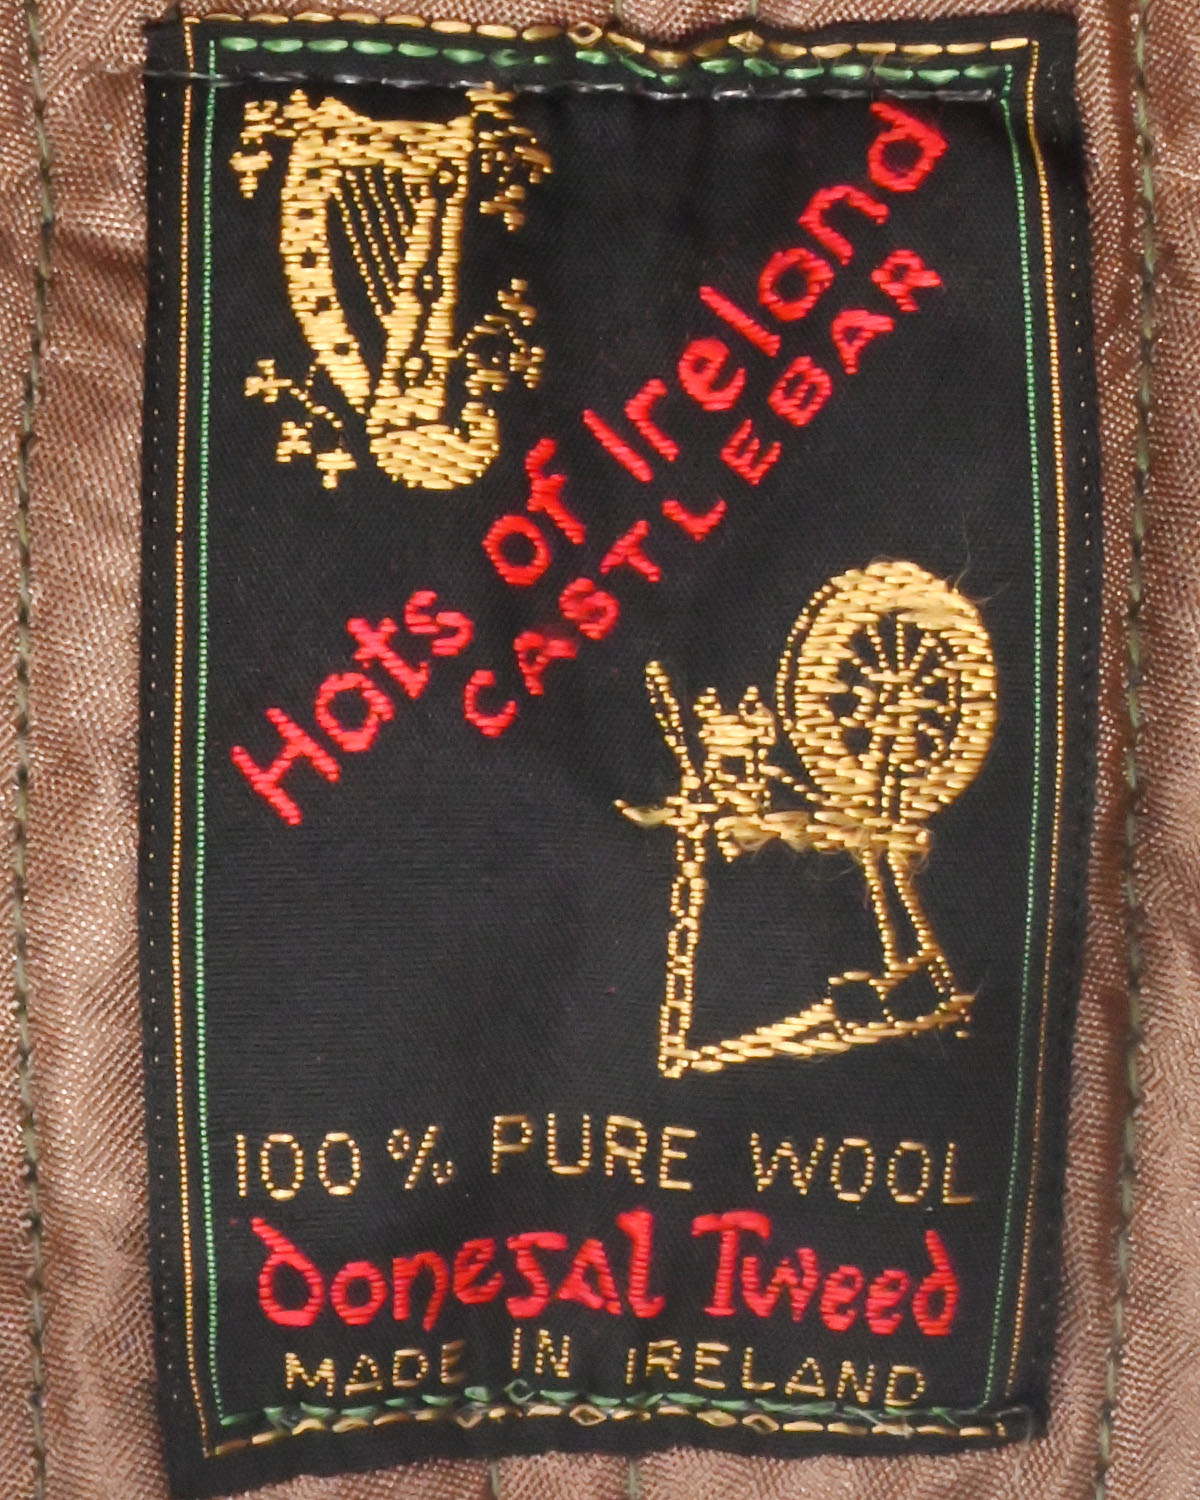 Hats of Ireland
CASTLEBAR
100% PURE WOOL
donegal Tweed
MADE IN IRELAND